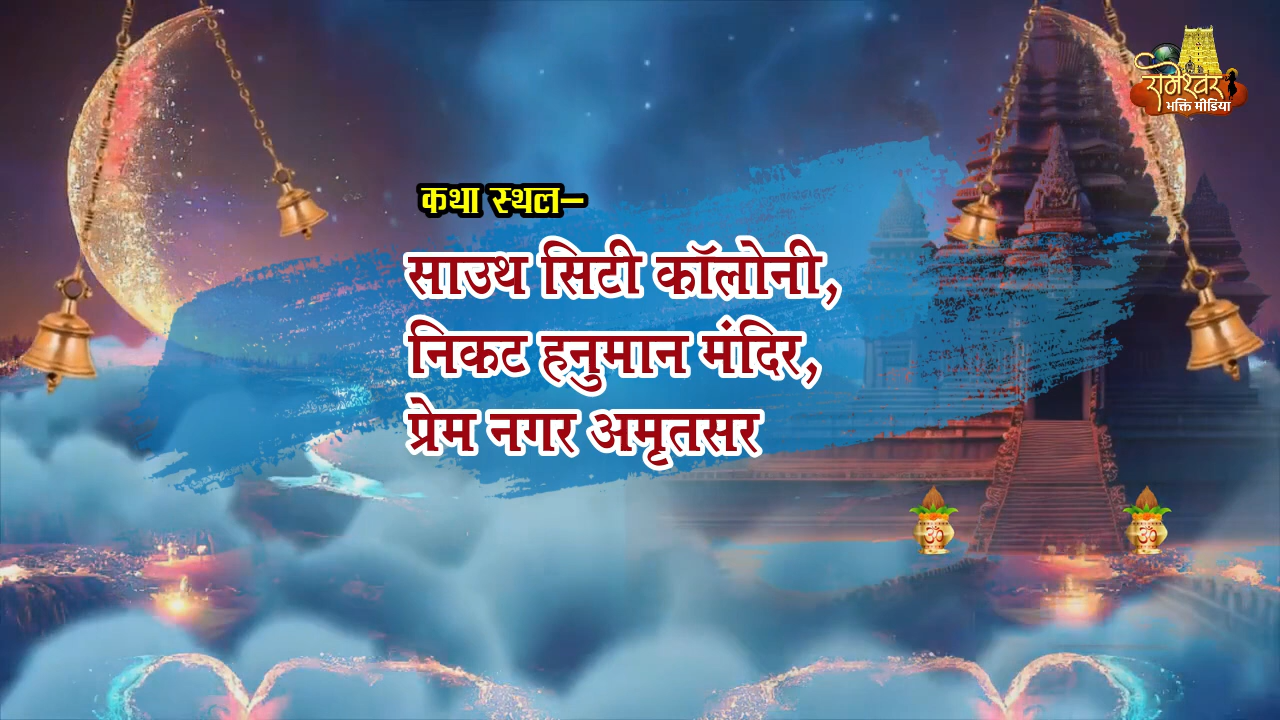 रामेश्वर
भक्ति मीडिया
कथा स्थल-
साउथ सिटी कॉलोनी,
निकट हनुमान मंदिर,
प्रेम नगर अमृतसर
ॐ
ॐ